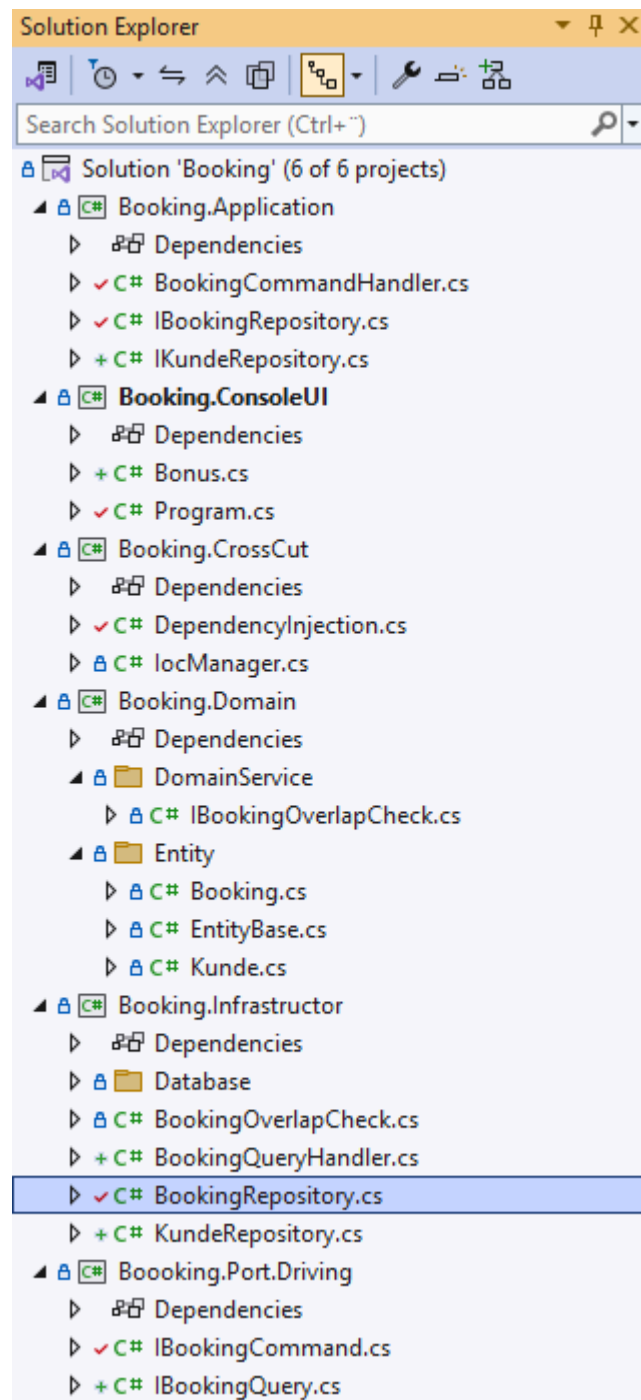 Solution Explorer
Search Solution Explorer (Ctrl+¨)
Solution 'Booking' (6 of 6 projects)
C# Booking.Application
Dependencies
C# BookingCommandHandler.cs
C# IBookingRepository.cs
C# IKundeRepository.cs
C# Booking.ConsoleUI
Dependencies
C# Bonus.cs
C# Program.cs
C# Booking.CrossCut
Dependencies
C# DependencyInjection.cs
C# IocManager.cs
C# Booking.Domain
Dependencies
DomainService
C# IBookingOverlapCheck.cs
Entity
C# Booking.cs
C# EntityBase.cs
C# Kunde.cs
C# Booking.Infrastructor
Dependencies
Database
C# BookingOverlapCheck.cs
C# BookingQueryHandler.cs
C# BookingRepository.cs
C# KundeRepository.cs
C# Boooking.Port.Driving
Dependencies
C# IBookingCommand.cs
C# IBookingQuery.cs